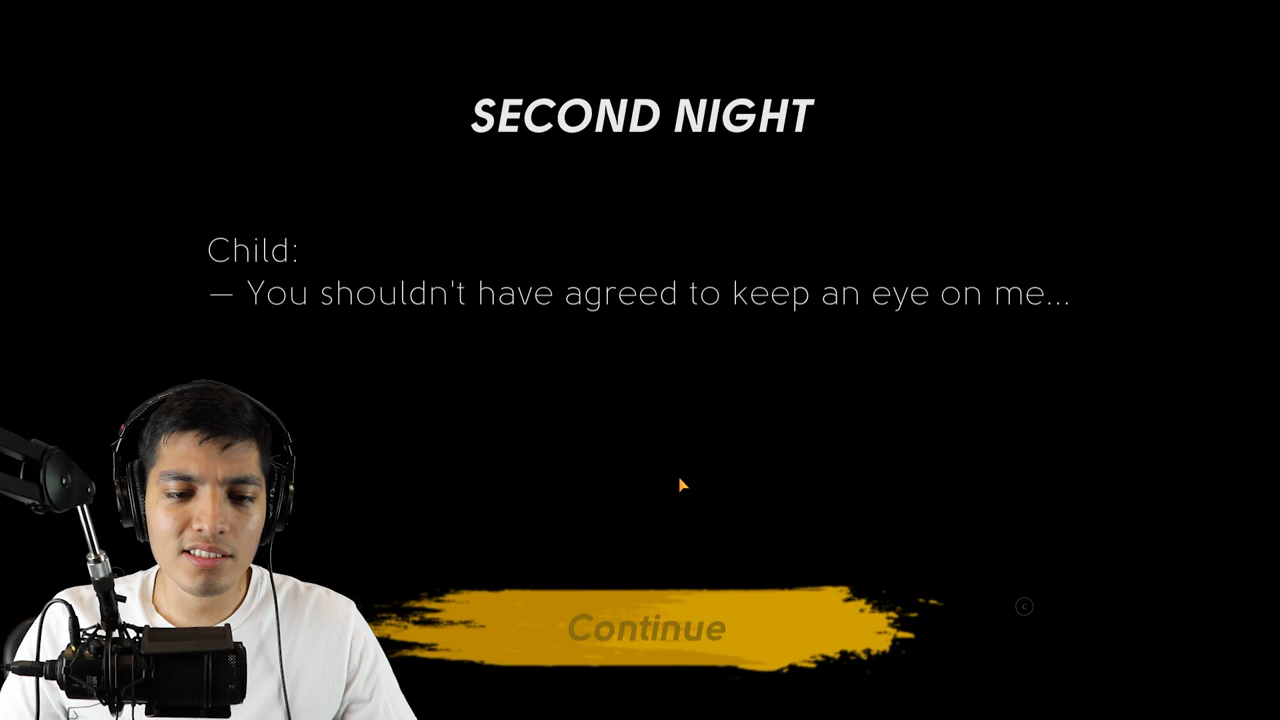 SECOND NIGHT
Child:
— You shouldn't have agreed to keep an eye on me...
Continue
C